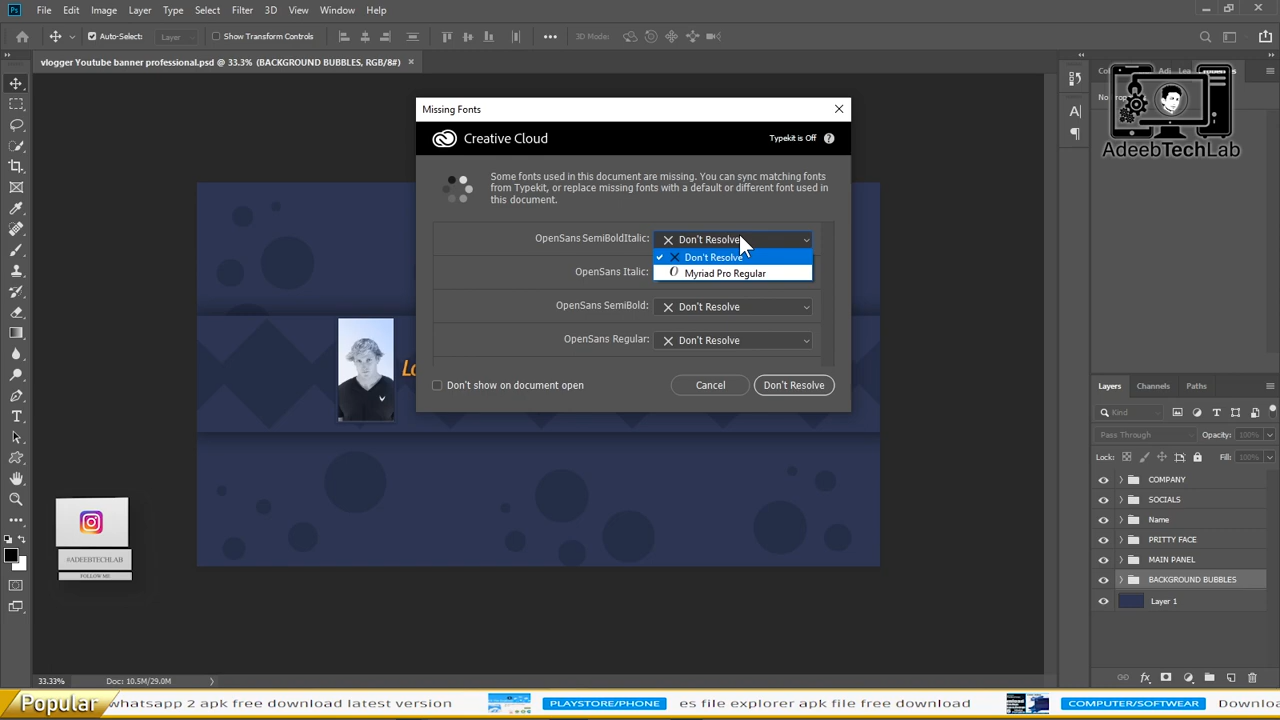 Ps File Edit Image Layer Type Select Filter 3D View Window Help
Auto-Select: Layer Show Transform Controls 3D Mode:
vlogger Youtube banner professional.psd @ 33.3% (BACKGROUND BUBBLES, RGB/8#)
Missing Fonts
Creative Cloud
Typekit is Off
Some fonts used in this document are missing. You can sync matching fonts
from Typekit, or replace missing fonts with a default or different font used in
this document.
OpenSans SemiBoldItalic: Don't Resolve
Don't Resolve
Myriad Pro Regular
OpenSans Italic:
OpenSans SemiBold: Don't Resolve
OpenSans Regular: Don't Resolve
Don't show on document open
Cancel
Don't Resolve
AdeebTechLab
Layers Channels Paths
Kind
Pass Through Opacity: 100%
Lock: Fill: 100%
COMPANY
SOCIALS
Name
PRITTY FACE
MAIN PANEL
BACKGROUND BUBBLES
Layer 1
#ADEEBTECHLAB
FOLLOW ME
33.33% Doc: 10.5M/29.0M
Popular
whatsapp 2 apk free download latest version
PLAYSTORE/PHONE
es file explorer apk file free download
COMPUTER/SOFTWEAR
Free